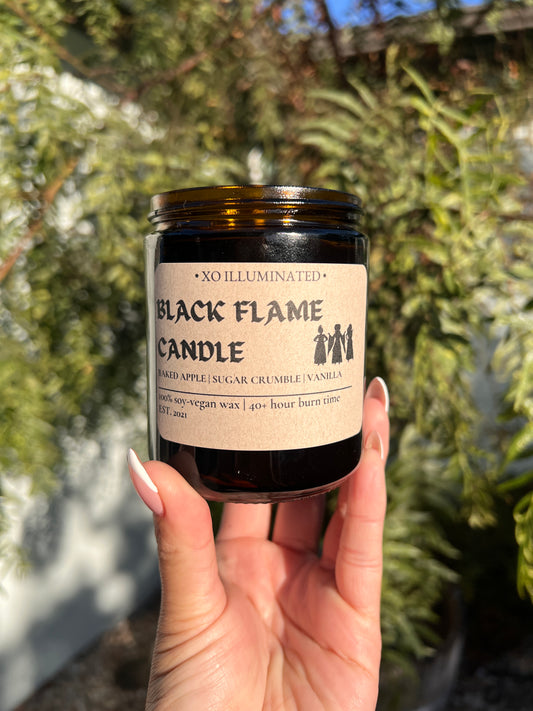 • XO ILLUMINATED •
BLACK FLAME
CANDLE
BAKED APPLE | SUGAR CRUMBLE | VANILLA
100% soy-vegan wax | 40+ hour burn time
EST. 2021